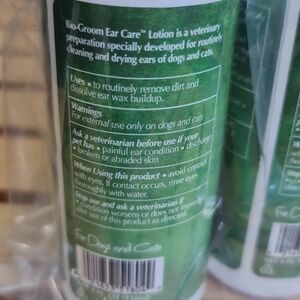 Bio-Groom Ear Care™ Lotion is a veterinary
preparation specially developed for routinely
cleaning and drying ears of dogs and cats.
Uses • to routinely remove dirt and
dissolve ear wax buildup.
Warnings
For external use only on dogs and cats
Ask a veterinarian before use if your
pet has • painful ear condition • discharge
• broken or abraded skin
When Using this product • avoid contact
with eyes. If contact occurs, rinse eyes
thoroughly with water.
Stop use and ask a veterinarian if
• condition worsens or does not improve
after use of this product as directed.
For Dogs and Cats